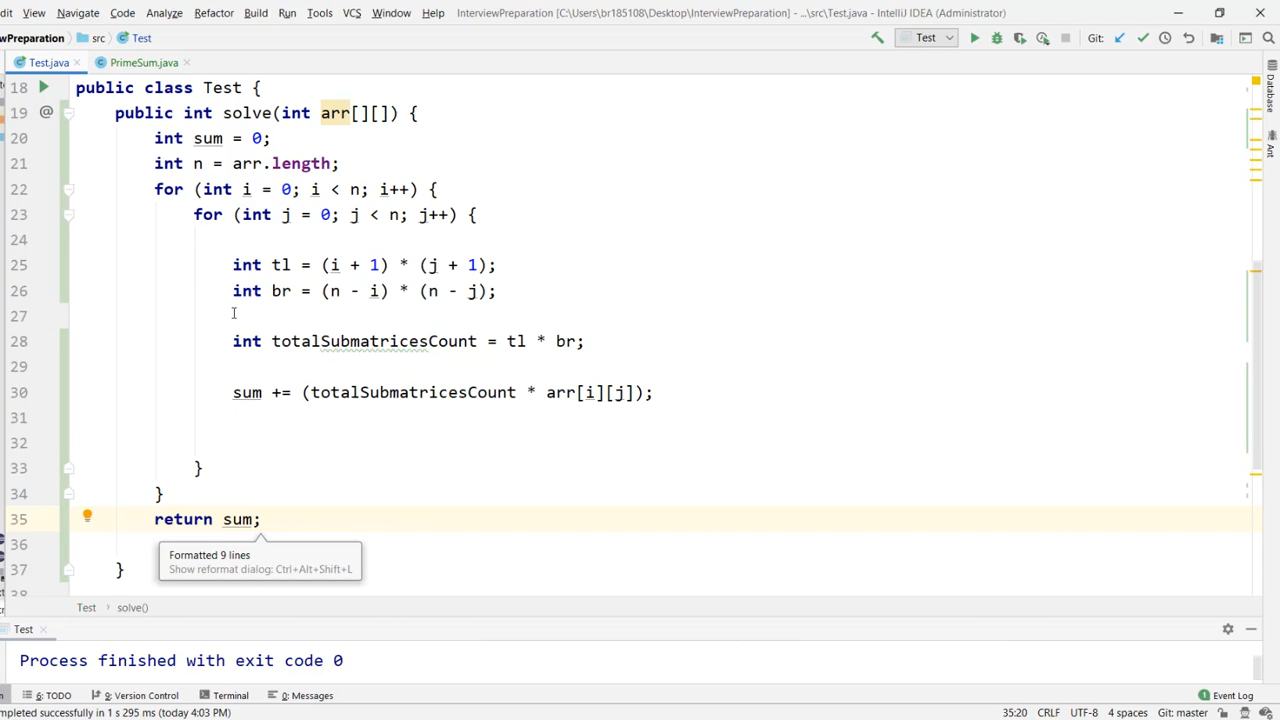 dit View Navigate Code Analyze Refactor Build Run Tools VCS Window Help InterviewPreparation [C:\Users\br185108\Desktop\InterviewPreparation] - ...\src\Test.java - IntelliJ IDEA (Administrator)
wPreparation src Test Test Git:
Test.java PrimeSum.java
18 public class Test {
19 @ public int solve(int arr[][]) {
20 int sum = 0;
21 int n = arr.length;
22 for (int i = 0; i < n; i++) {
23 for (int j = 0; j < n; j++) {
24
25 int tl = (i + 1) * (j + 1);
26 int br = (n - i) * (n - j);
27
28 int totalSubmatricesCount = tl * br;
29
30 sum += (totalSubmatricesCount * arr[i][j]);
31
32
33 }
34 }
35 return sum;
36
Formatted 9 lines
Show reformat dialog: Ctrl+Alt+Shift+L
37 }
Database
Ant
Test solve()
Test
Process finished with exit code 0
6: TODO 9: Version Control Terminal 0: Messages Event Log
mpleted successfully in 1 s 295 ms (today 4:03 PM) 35:20 CRLF UTF-8 4 spaces Git: master